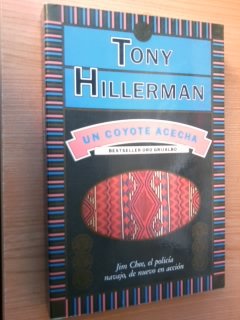 TONY
HILLERMAN
UN COYOTE ACECHA
BESTSELLER ORO GRIJALBO
Jim Chee, el policía
navajo, de nuevo en acción